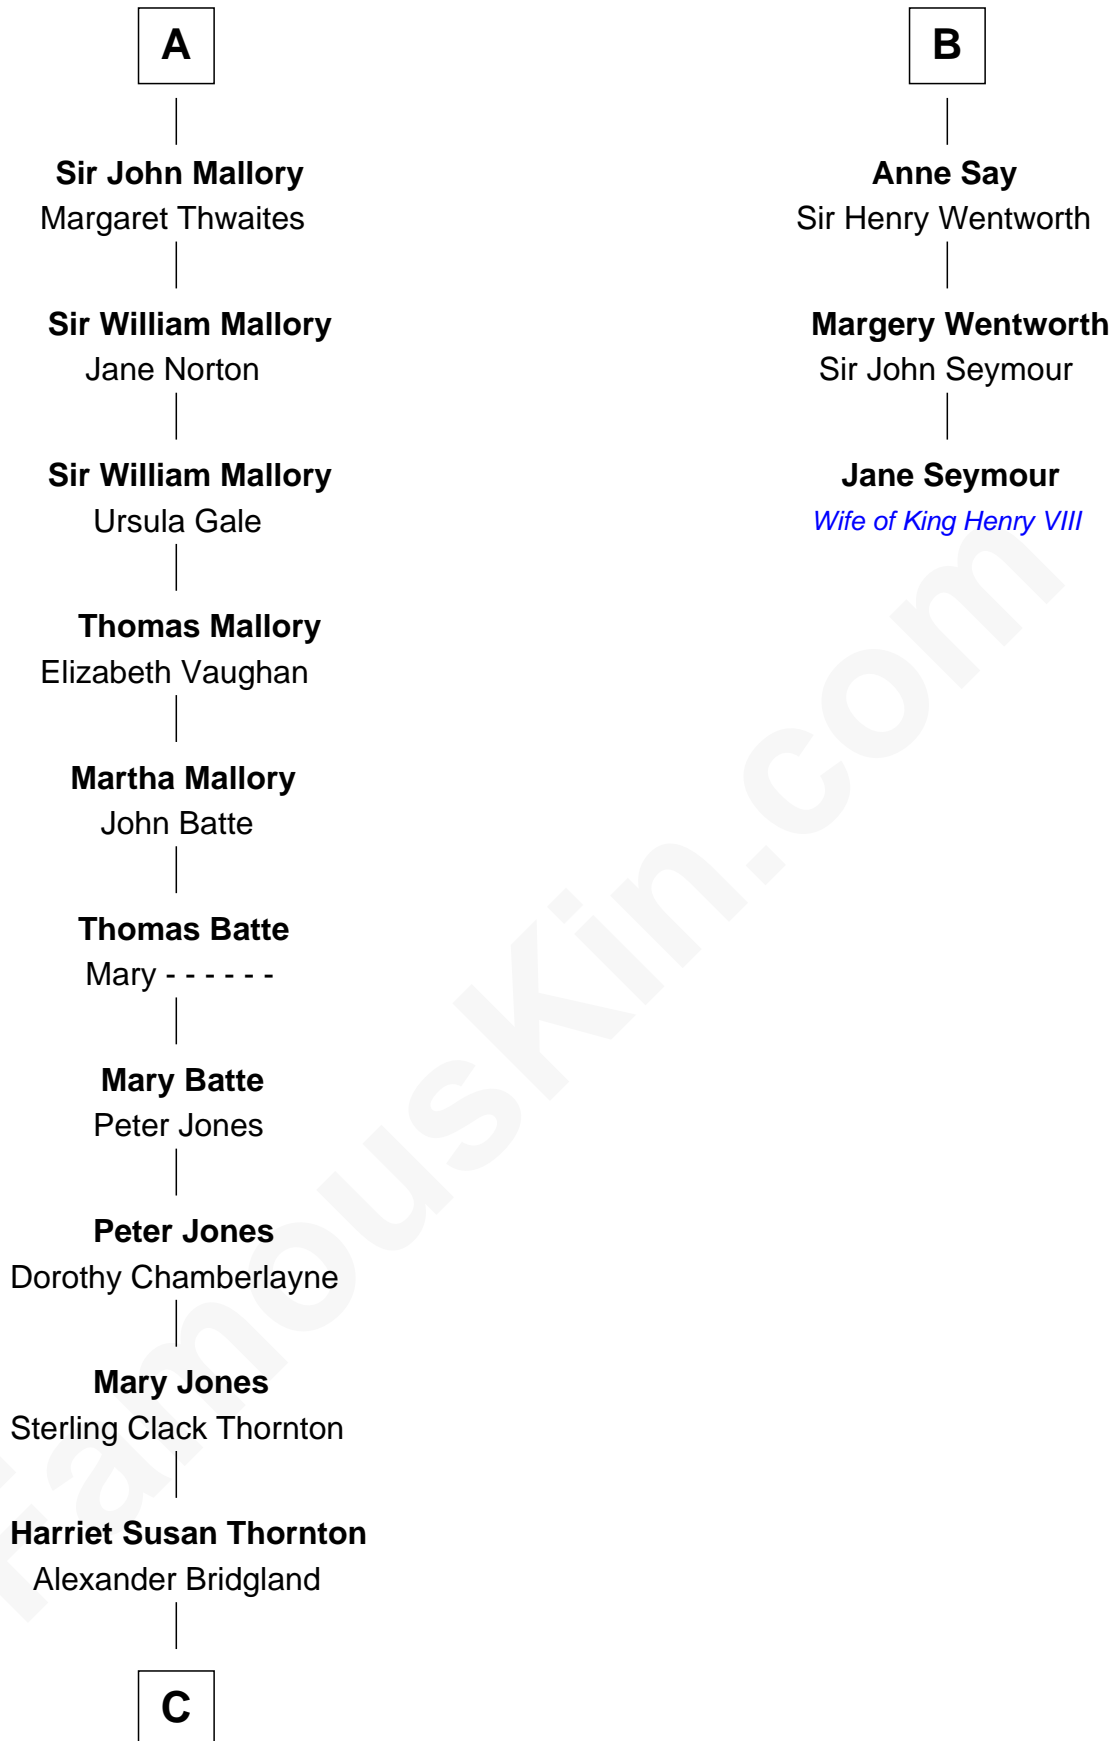 A
Sir John Mallory
Margaret Thwaites
Sir William Mallory
Jane Norton
Sir William Mallory
Ursula Gale
Thomas Mallory
Elizabeth Vaughan
Martha Mallory
John Batte
Thomas Batte
Mary - - - - - -
Mary Batte
Peter Jones
Peter Jones
Dorothy Chamberlayne
Mary Jones
Sterling Clack Thornton
Harriet Susan Thornton
Alexander Bridgland
C
B
Anne Say
Sir Henry Wentworth
Margery Wentworth
Sir John Seymour
Jane Seymour
Wife of King Henry VIII
FamousKin.com